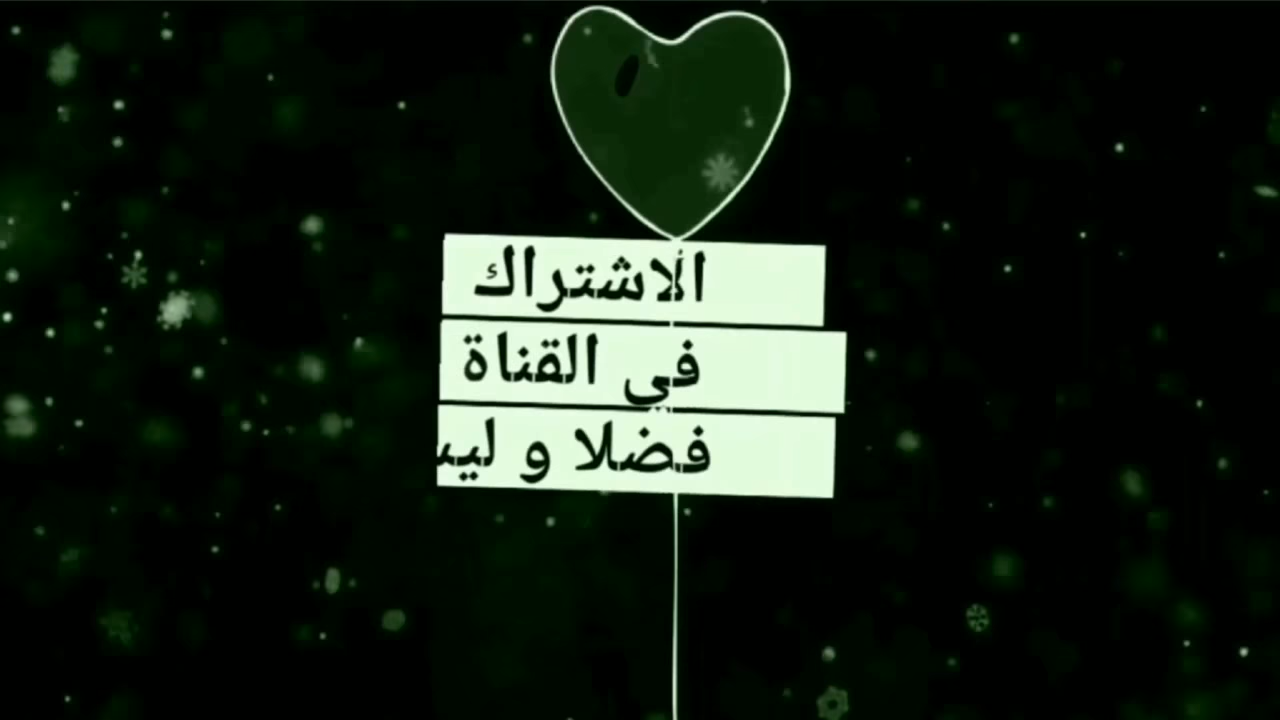 الاشتراك
في القناة
فضلا و